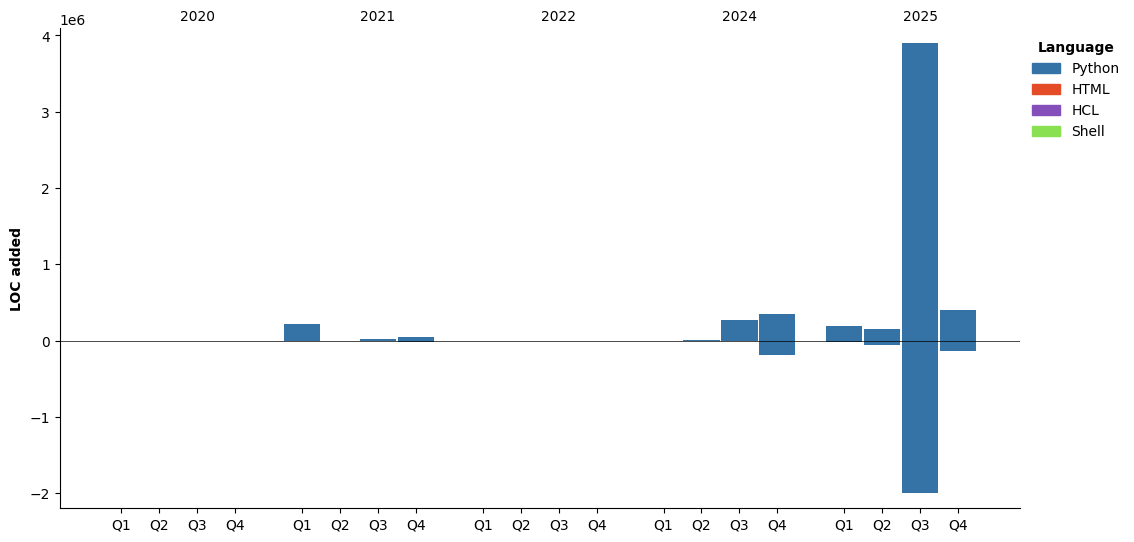 1e6
2020 2021 2022 2024 2025
4
3
2
1
0
−1
−2
LOC added
Q1 Q2 Q3 Q4 Q1 Q2 Q3 Q4 Q1 Q2 Q3 Q4 Q1 Q2 Q3 Q4 Q1 Q2 Q3 Q4
Language
Python
HTML
HCL
Shell